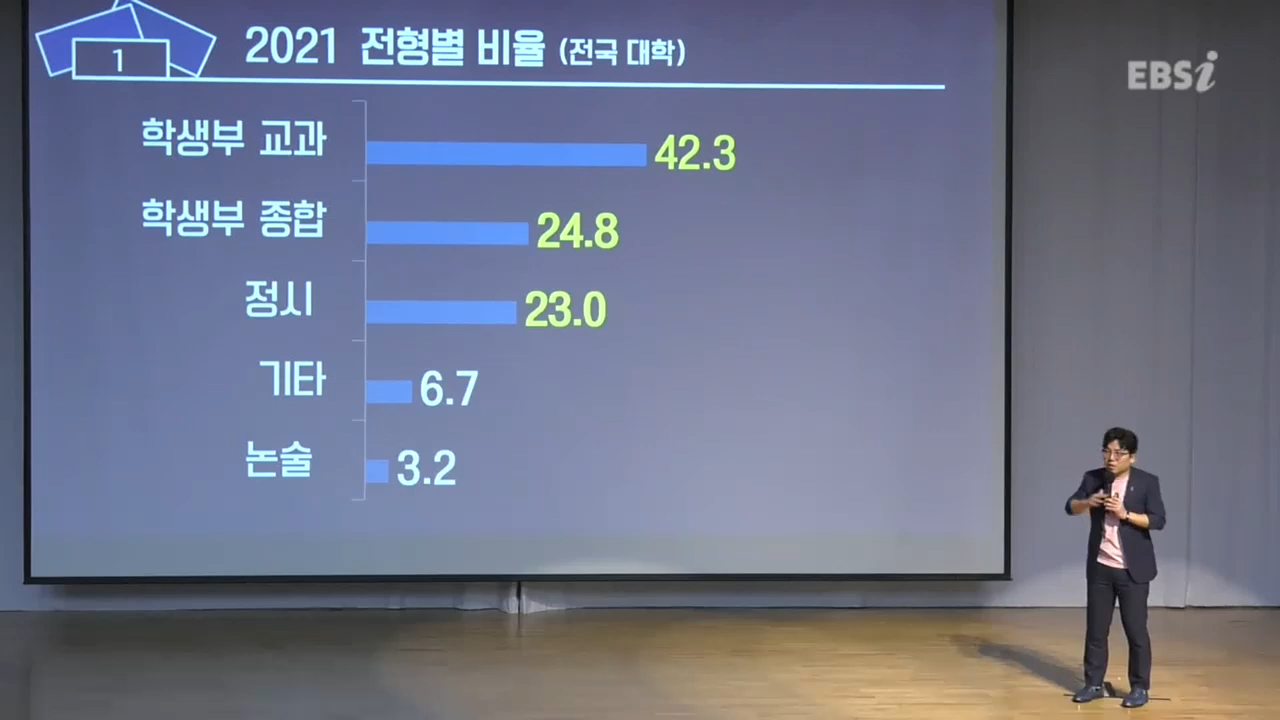 1
2021 전형별 비율 (전국 대학)
EBSi
학생부 교과 42.3
학생부 종합 24.8
정시 23.0
기타 6.7
논술 3.2